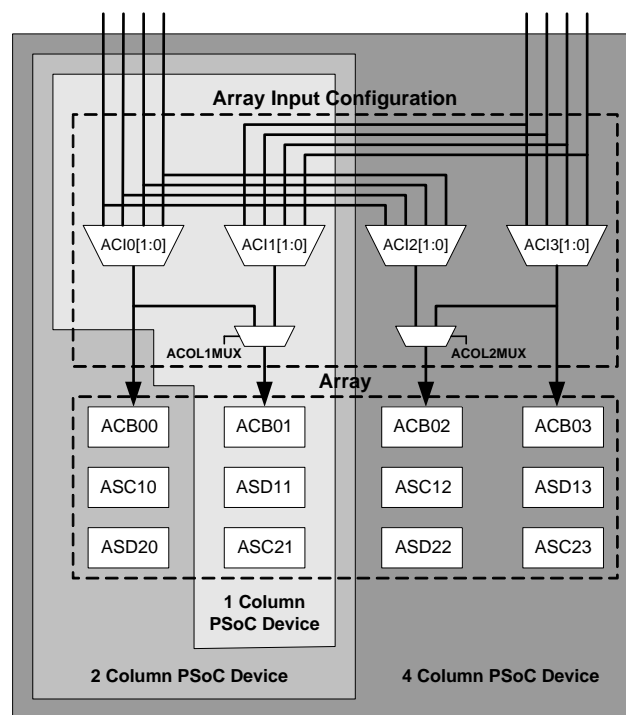 Array Input Configuration
ACI0[1:0] ACI1[1:0] ACI2[1:0] ACI3[1:0]
ACOL1MUX ACOL2MUX
Array
ACB00 ACB01 ACB02 ACB03
ASC10 ASD11 ASC12 ASD13
ASD20 ASC21 ASD22 ASC23
1 Column
PSoC Device
2 Column PSoC Device 4 Column PSoC Device